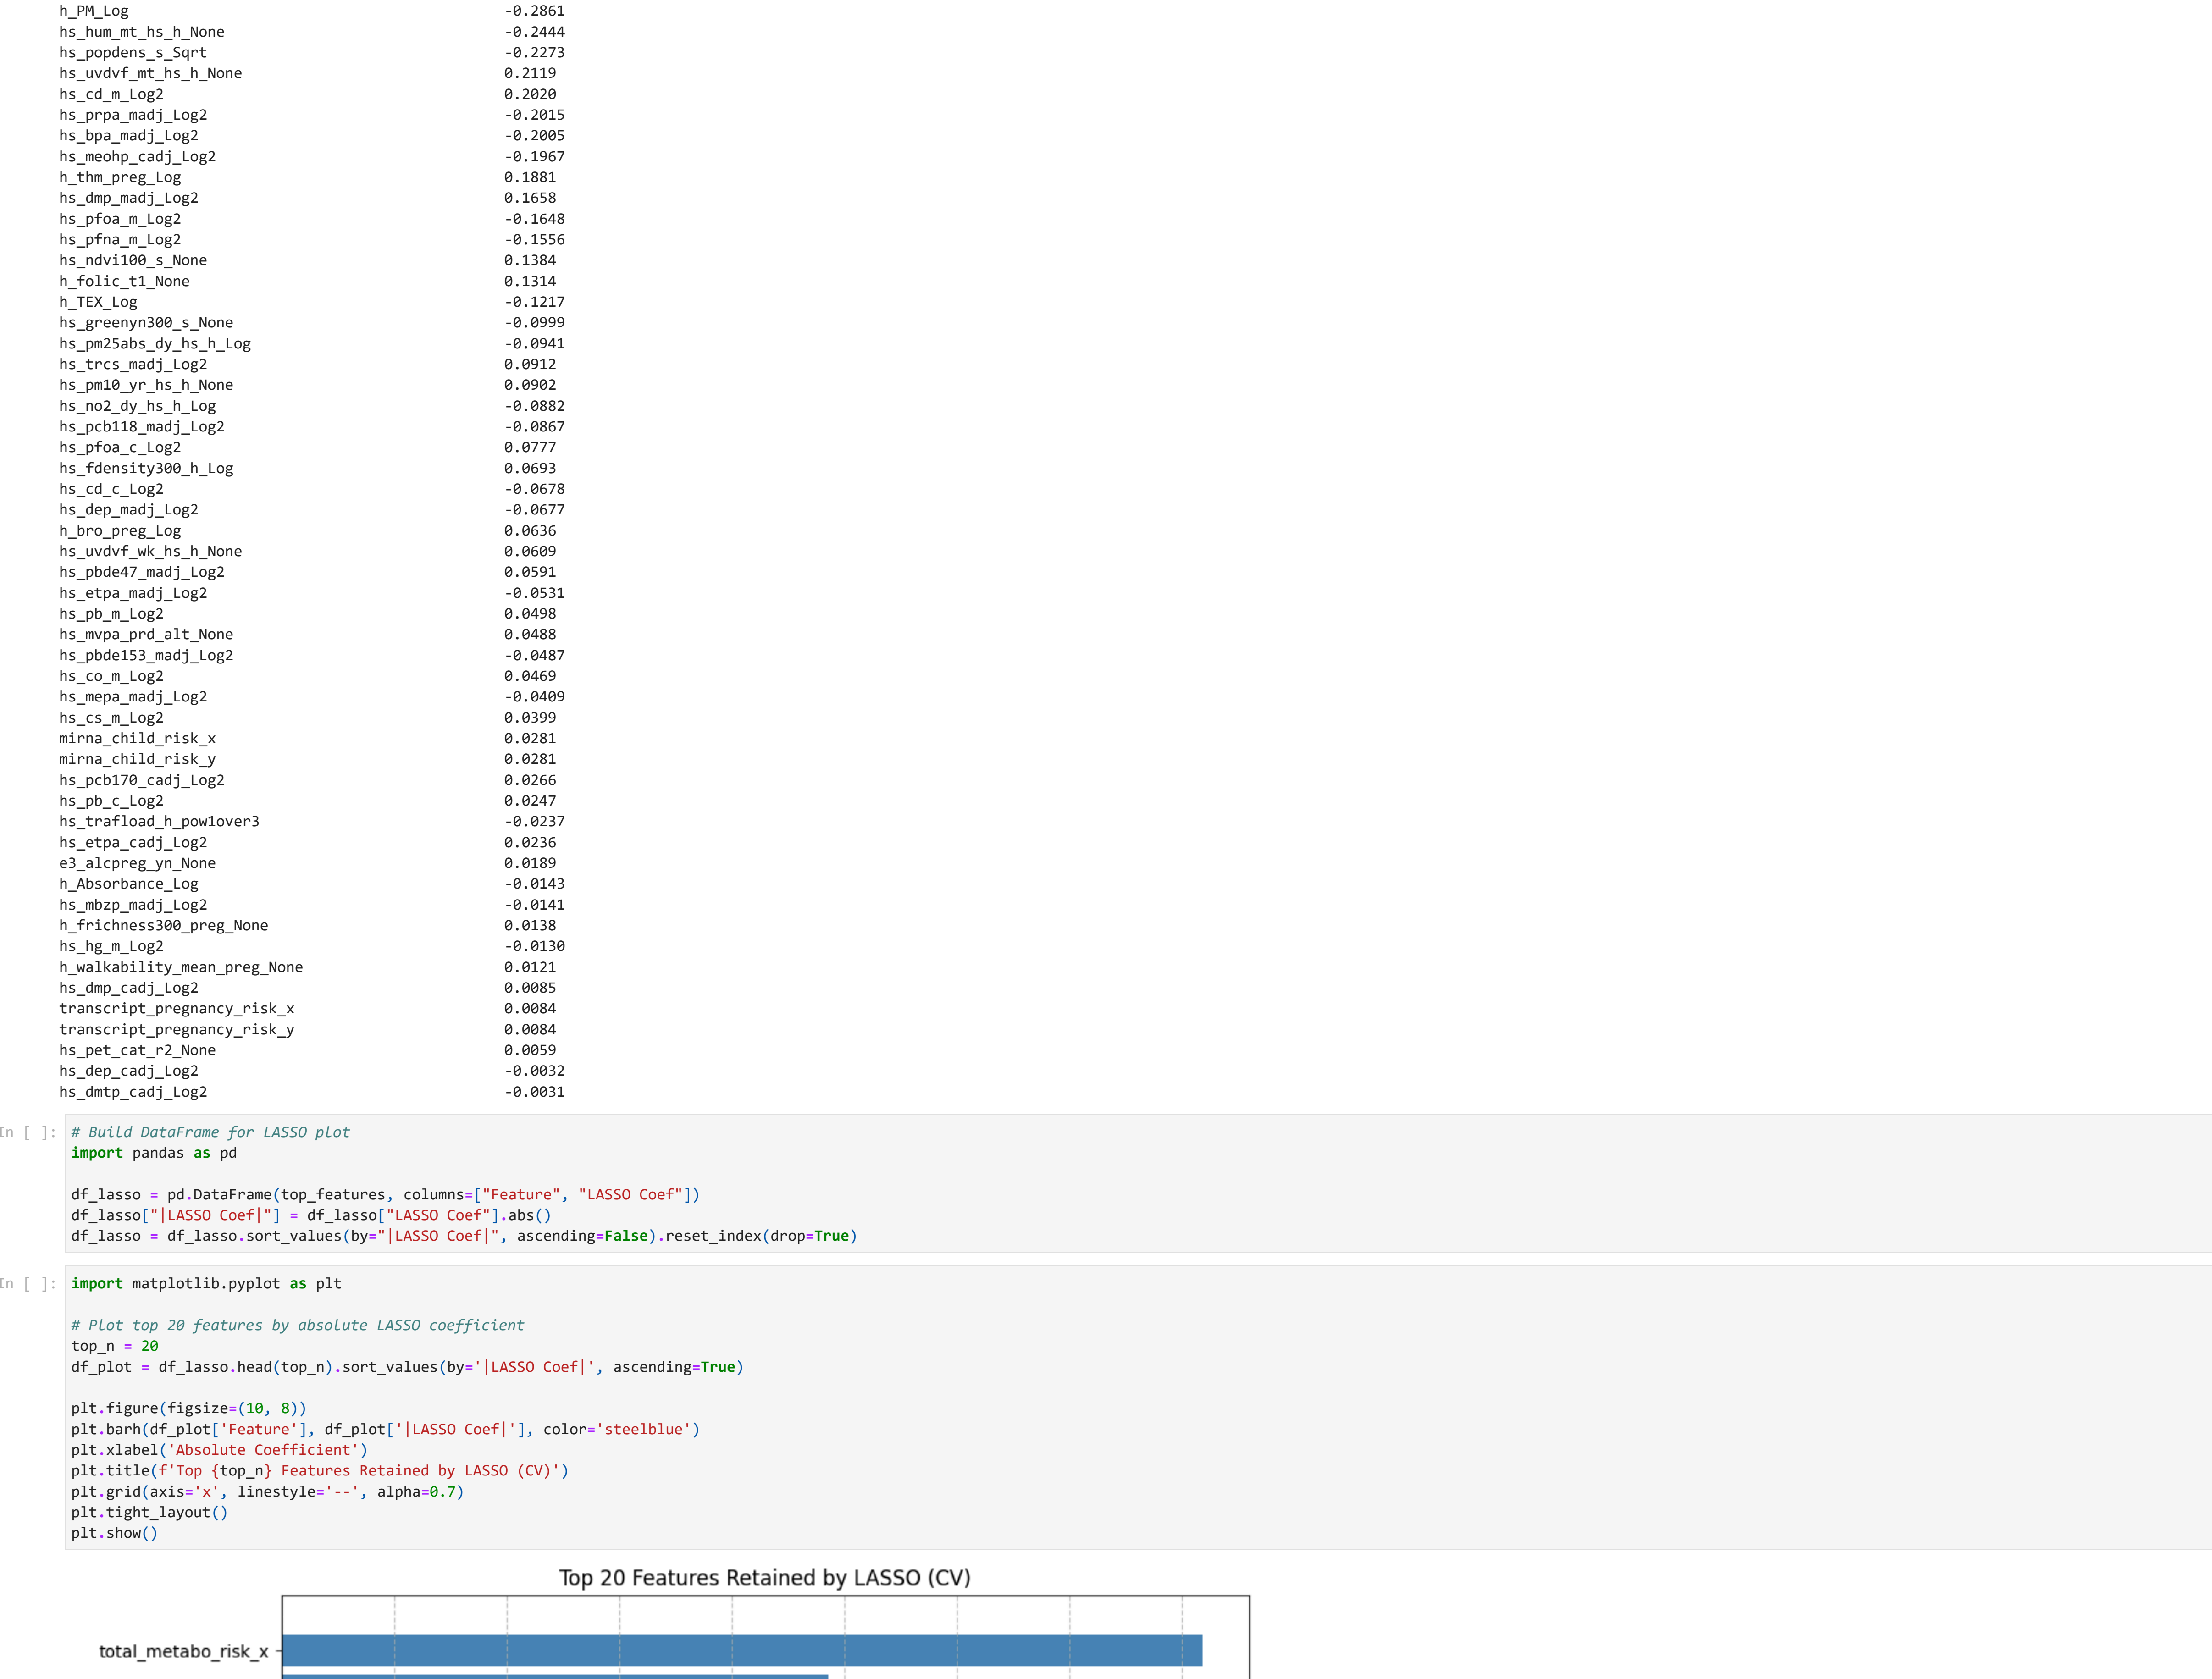 h_PM_Log -0.2861
hs_hum_mt_hs_h_None -0.2444
hs_popdens_s_Sqrt -0.2273
hs_uvdvf_mt_hs_h_None 0.2119
hs_cd_m_Log2 0.2020
hs_prpa_madj_Log2 -0.2015
hs_bpa_madj_Log2 -0.2005
hs_meohp_cadj_Log2 -0.1967
h_thm_preg_Log 0.1881
hs_dmp_madj_Log2 0.1658
hs_pfoa_m_Log2 -0.1648
hs_pfna_m_Log2 -0.1556
hs_ndvi100_s_None 0.1384
h_folic_t1_None 0.1314
h_TEX_Log -0.1217
hs_greenyn300_s_None -0.0999
hs_pm25abs_dy_hs_h_Log -0.0941
hs_trcs_madj_Log2 0.0912
hs_pm10_yr_hs_h_None 0.0902
hs_no2_dy_hs_h_Log -0.0882
hs_pcb118_madj_Log2 -0.0867
hs_pfoa_c_Log2 0.0777
hs_fdensity300_h_Log 0.0693
hs_cd_c_Log2 -0.0678
hs_dep_madj_Log2 -0.0677
h_bro_preg_Log 0.0636
hs_uvdvf_wk_hs_h_None 0.0609
hs_pbde47_madj_Log2 0.0591
hs_etpa_madj_Log2 -0.0531
hs_pb_m_Log2 0.0498
hs_mvpa_prd_alt_None 0.0488
hs_pbde153_madj_Log2 -0.0487
hs_co_m_Log2 0.0469
hs_mepa_madj_Log2 -0.0409
hs_cs_m_Log2 0.0399
mirna_child_risk_x 0.0281
mirna_child_risk_y 0.0281
hs_pcb170_cadj_Log2 0.0266
hs_pb_c_Log2 0.0247
hs_trafload_h_pow1over3 -0.0237
hs_etpa_cadj_Log2 0.0236
e3_alcpreg_yn_None 0.0189
h_Absorbance_Log -0.0143
hs_mbzp_madj_Log2 -0.0141
h_frichness300_preg_None 0.0138
hs_hg_m_Log2 -0.0130
h_walkability_mean_preg_None 0.0121
hs_dmp_cadj_Log2 0.0085
transcript_pregnancy_risk_x 0.0084
transcript_pregnancy_risk_y 0.0084
hs_pet_cat_r2_None 0.0059
hs_dep_cadj_Log2 -0.0032
hs_dmtp_cadj_Log2 -0.0031
In [ ]: # Build DataFrame for LASSO plot
import pandas as pd
df_lasso = pd.DataFrame(top_features, columns=["Feature", "LASSO Coef"])
df_lasso["|LASSO Coef|"] = df_lasso["LASSO Coef"].abs()
df_lasso = df_lasso.sort_values(by="|LASSO Coef|", ascending=False).reset_index(drop=True)
In [ ]: import matplotlib.pyplot as plt
# Plot top 20 features by absolute LASSO coefficient
top_n = 20
df_plot = df_lasso.head(top_n).sort_values(by='|LASSO Coef|', ascending=True)
plt.figure(figsize=(10, 8))
plt.barh(df_plot['Feature'], df_plot['|LASSO Coef|'], color='steelblue')
plt.xlabel('Absolute Coefficient')
plt.title(f'Top {top_n} Features Retained by LASSO (CV)')
plt.grid(axis='x', linestyle='--', alpha=0.7)
plt.tight_layout()
plt.show()
Top 20 Features Retained by LASSO (CV)
total_metabo_risk_x